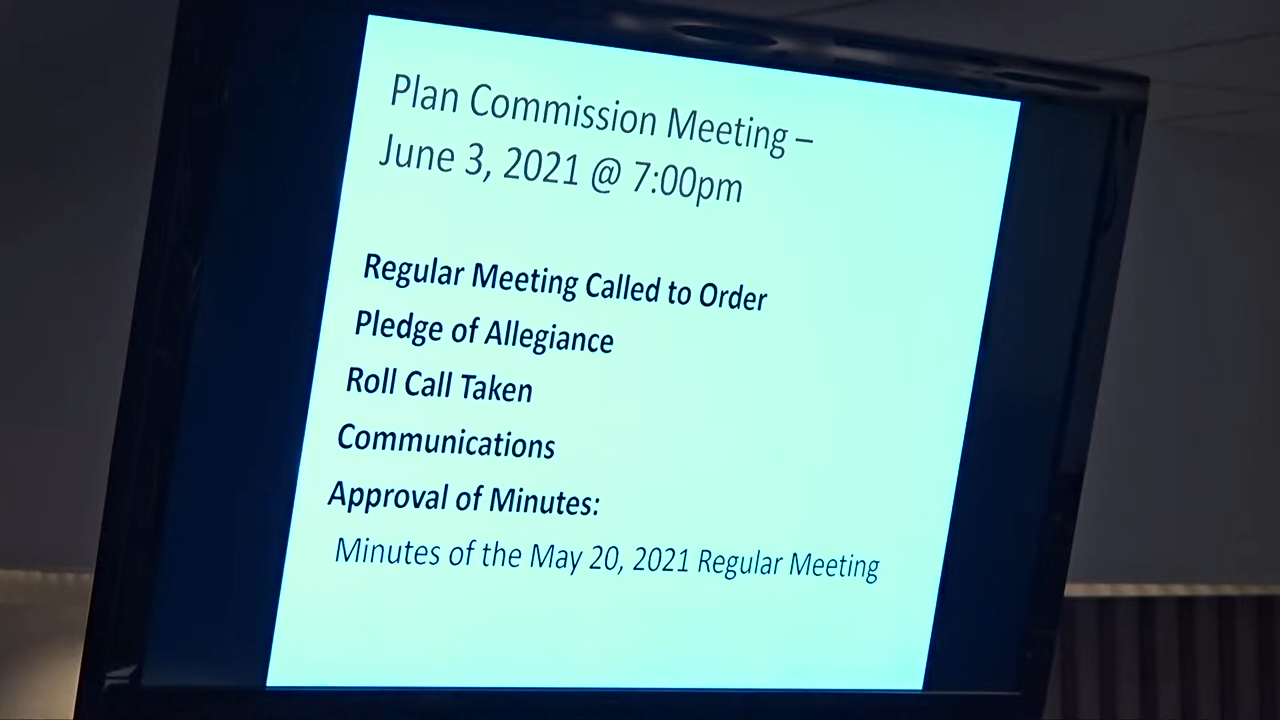 Plan Commission Meeting –
June 3, 2021 @ 7:00pm
Regular Meeting Called to Order
Pledge of Allegiance
Roll Call Taken
Communications
Approval of Minutes:
Minutes of the May 20, 2021 Regular Meeting